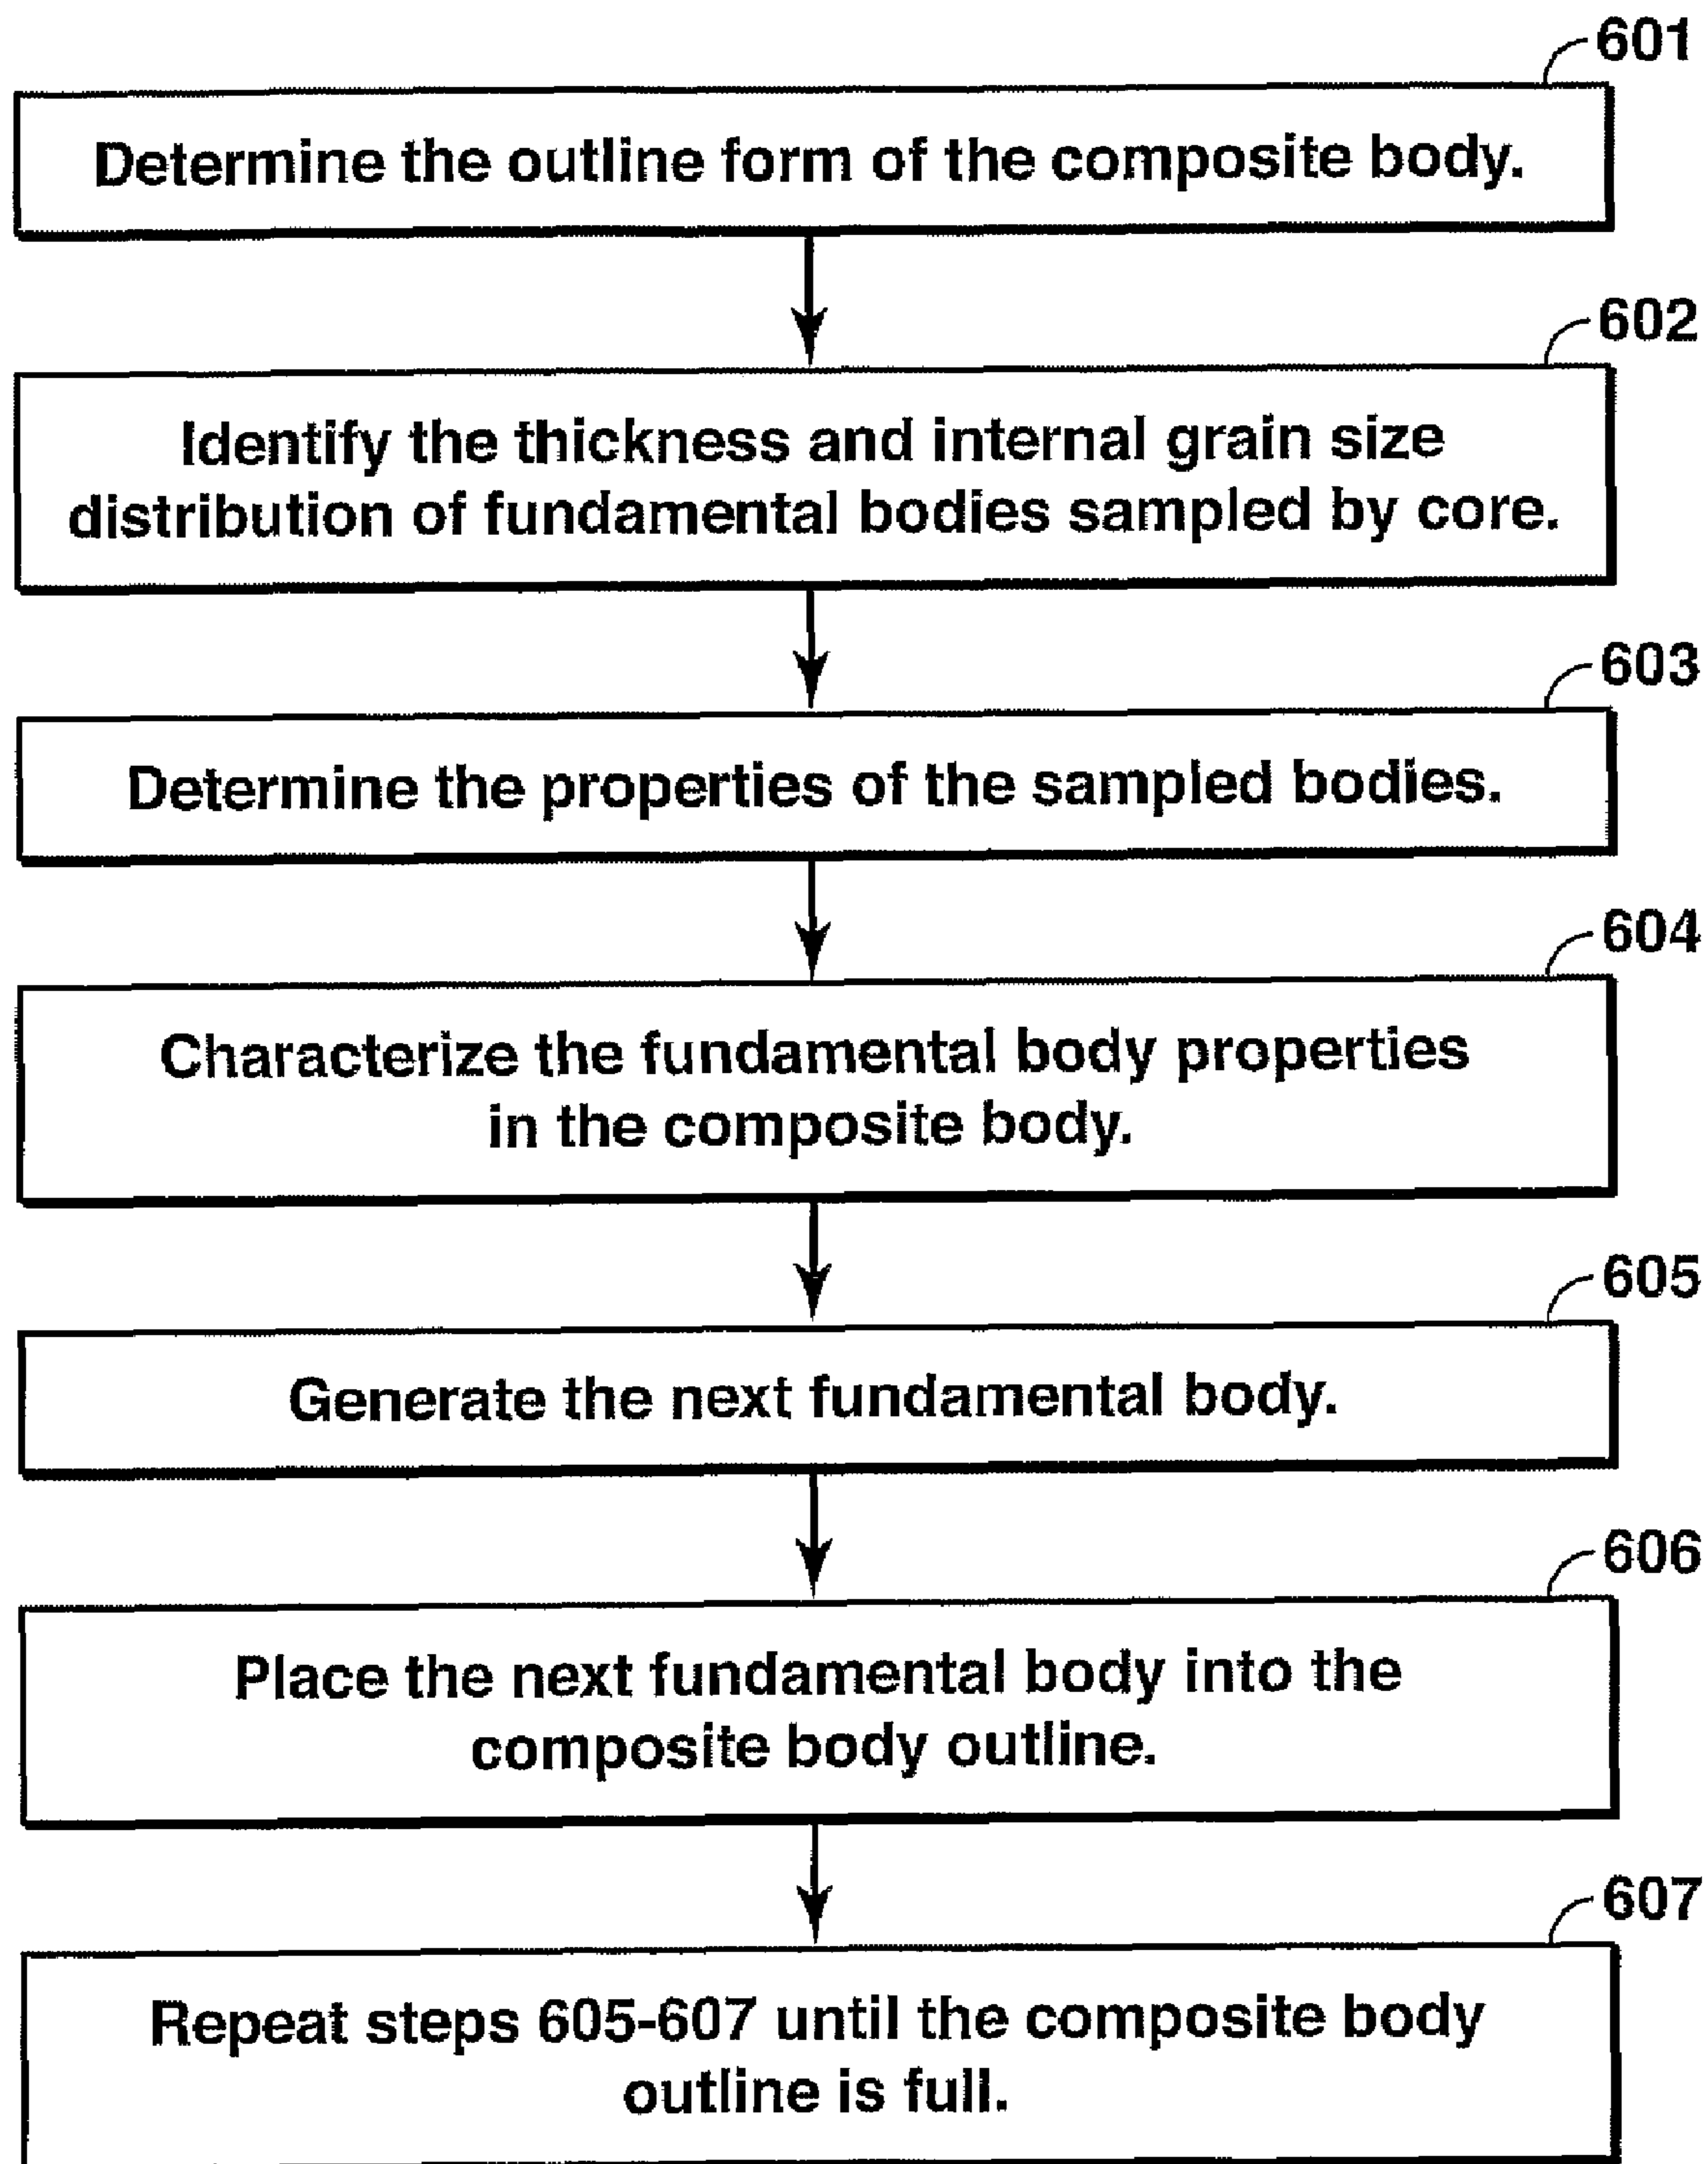 601
Determine the outline form of the composite body.
602
Identify the thickness and internal grain size
distribution of fundamental bodies sampled by core.
603
Determine the properties of the sampled bodies.
604
Characterize the fundamental body properties
in the composite body.
605
Generate the next fundamental body.
606
Place the next fundamental body into the
composite body outline.
607
Repeat steps 605-607 until the composite body
outline is full.